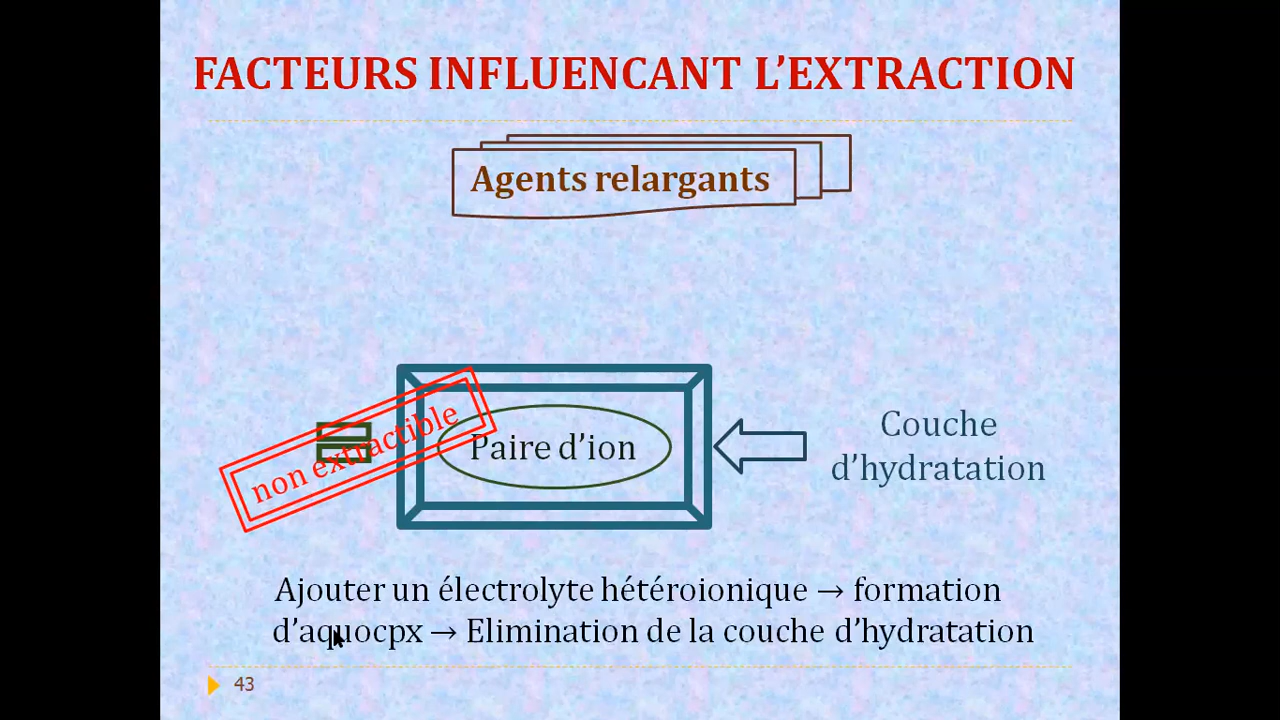 FACTEURS INFLUENCANT L’EXTRACTION
Agents relargants
non extractible
Paire d’ion
Couche
d’hydratation
Ajouter un électrolyte hétéroionique → formation
d’aquocpx → Elimination de la couche d’hydratation
43